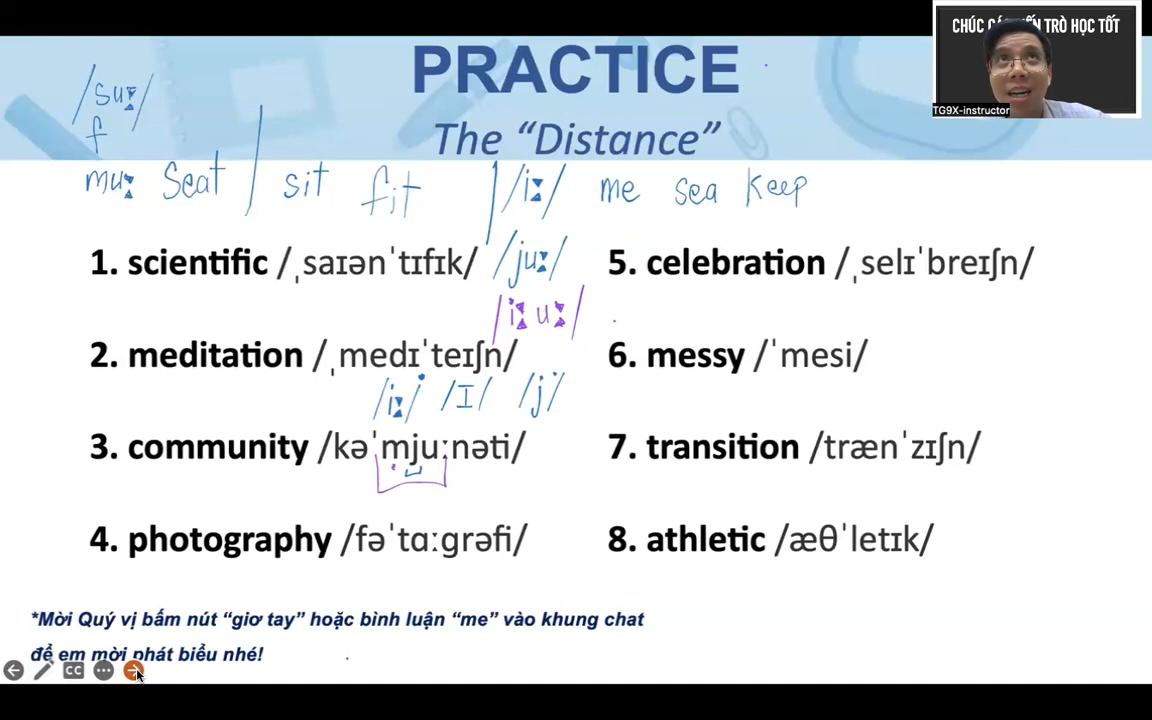 CHÚC CÁC TRÒ HỌC TỐT
TG9X-instructor
PRACTICE
The “Distance”
/suː/
f
muː seat / sit fit /iː/ me sea keep
1. scientific /ˌsaɪənˈtɪfɪk/
/juː/
/iː uː/
2. meditation /ˌmedɪˈteɪʃn/
/iː/ /I/ /j/
3. community /kəˈmjuːnəti/
4. photography /fəˈtɑːɡrəfi/
5. celebration /ˌselɪˈbreɪʃn/
6. messy /ˈmesi/
7. transition /trænˈzɪʃn/
8. athletic /æθˈletɪk/
*Mời Quý vị bấm nút “giơ tay” hoặc bình luận “me” vào khung chat
để em mời phát biểu nhé!
CC